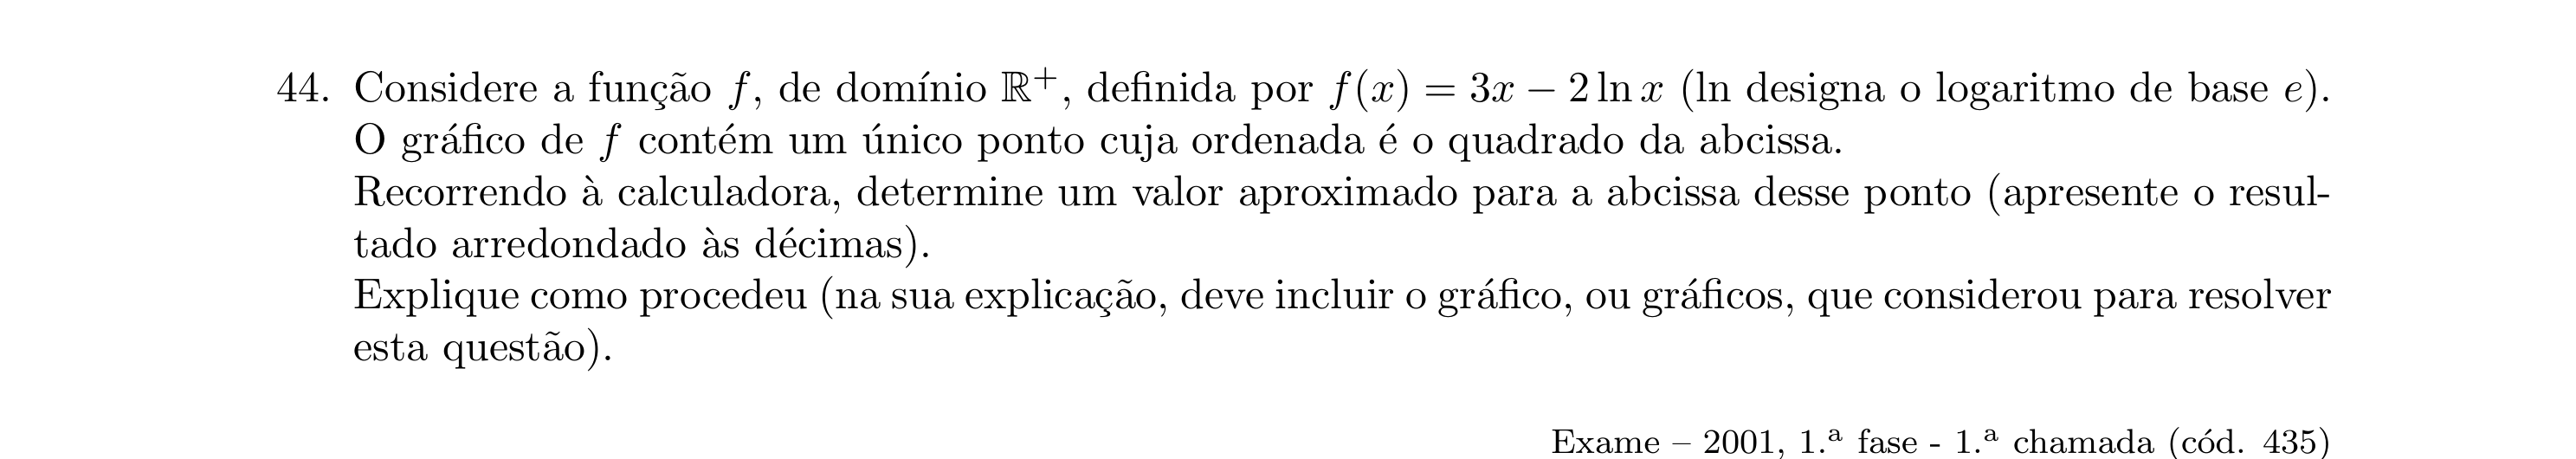 44. Considere a função f, de domínio ℝ⁺, definida por f(x) = 3x − 2 ln x (ln designa o logaritmo de base e).
O gráfico de f contém um único ponto cuja ordenada é o quadrado da abcissa.
Recorrendo à calculadora, determine um valor aproximado para a abcissa desse ponto (apresente o resul-
tado arredondado às décimas).
Explique como procedeu (na sua explicação, deve incluir o gráfico, ou gráficos, que considerou para resolver
esta questão).
Exame – 2001, 1.ª fase - 1.ª chamada (cód. 435)